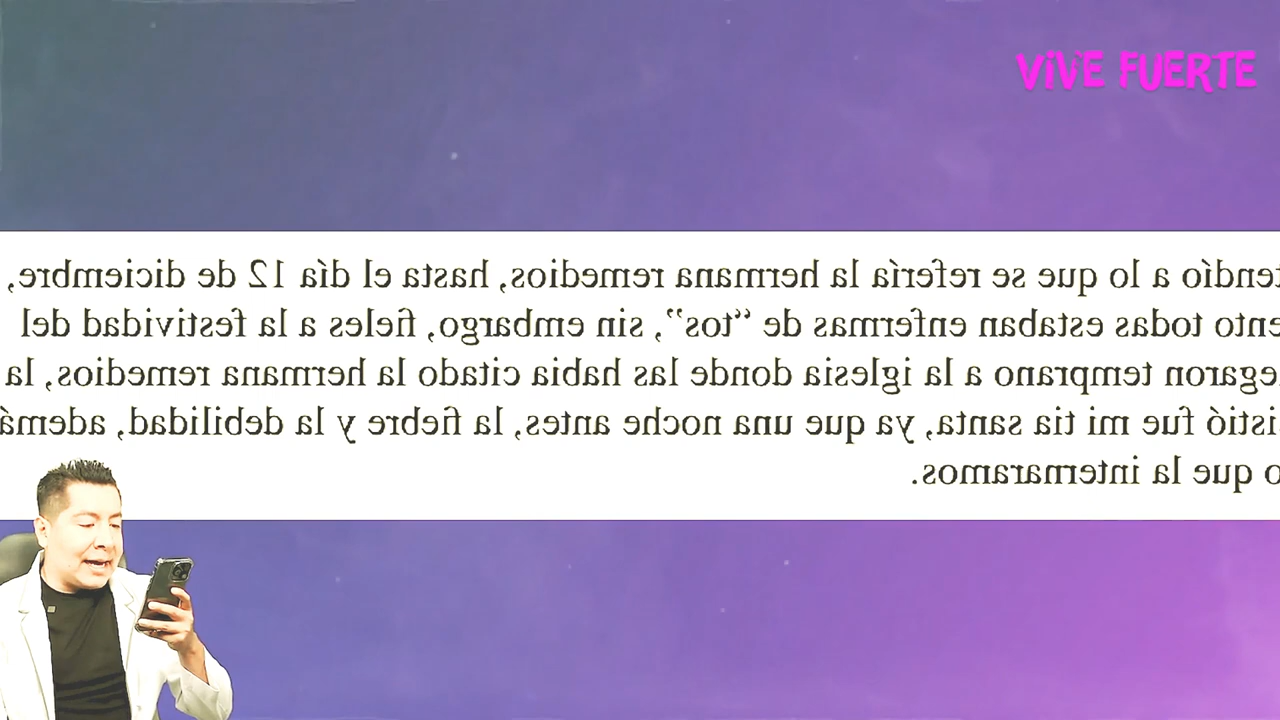 VIVE FUERTE
a lo que se refería la hermana remedios, hasta el día 12 de diciembre,
todas estaban enfermas de “tos”, sin embargo, fieles a la festividad del
temprano a la iglesia donde las habia citado la hermana remedios, la
fue mi tia santa, ya que una noche antes, la fiebre y la debilidad,
que la internaramos.